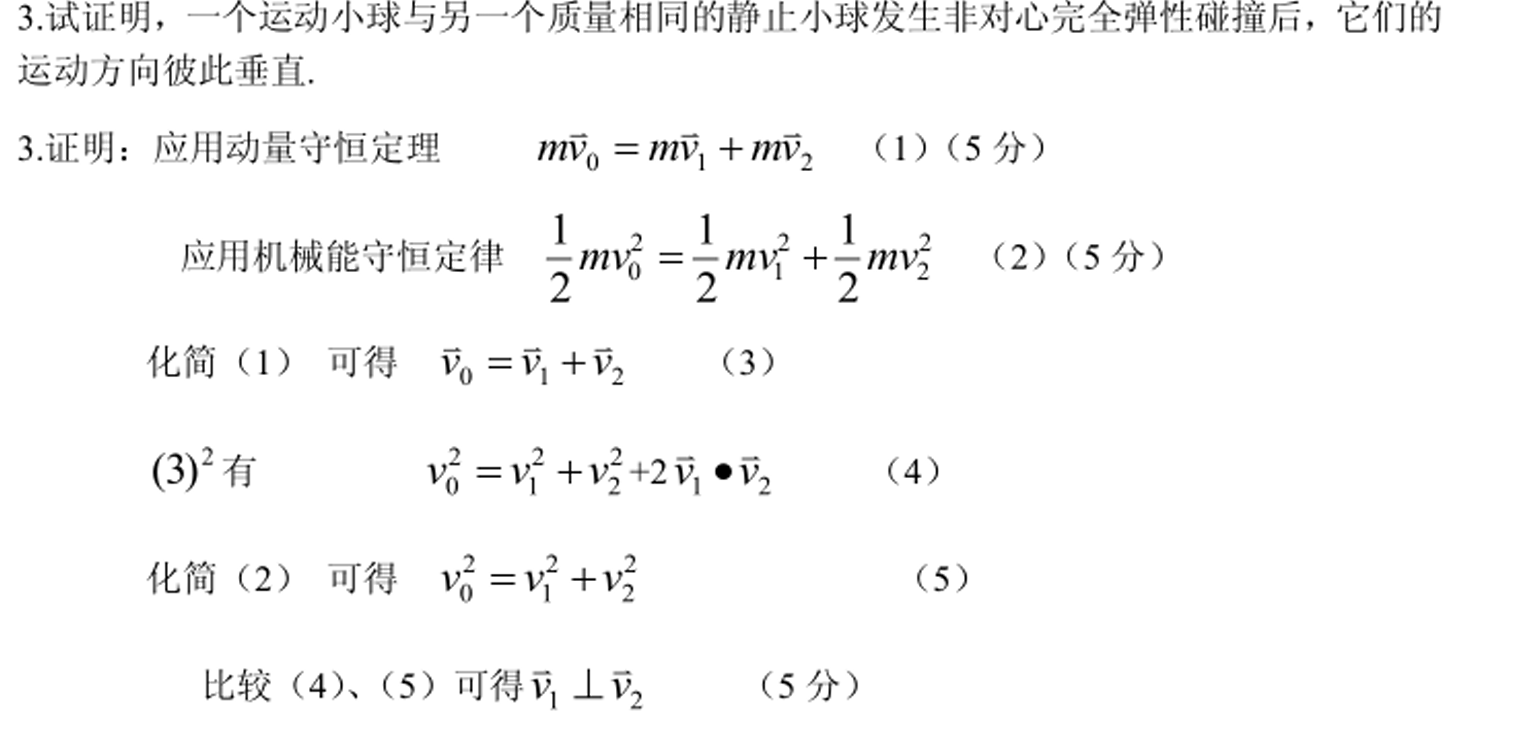 3.试证明，一个运动小球与另一个质量相同的静止小球发生非对心完全弹性碰撞后，它们的
运动方向彼此垂直.
3.证明：应用动量守恒定理 $m\vec{v}_0 = m\vec{v}_1 + m\vec{v}_2$ （1）（5 分）
应用机械能守恒定律 $\frac{1}{2}mv_0^2 = \frac{1}{2}mv_1^2 + \frac{1}{2}mv_2^2$ （2）（5 分）
化简（1） 可得 $\vec{v}_0 = \vec{v}_1 + \vec{v}_2$ （3）
$(3)^2$ 有 $v_0^2 = v_1^2 + v_2^2 + 2\vec{v}_1 \bullet \vec{v}_2$ （4）
化简（2） 可得 $v_0^2 = v_1^2 + v_2^2$ （5）
比较（4）、（5）可得 $\vec{v}_1 \perp \vec{v}_2$ （5 分）